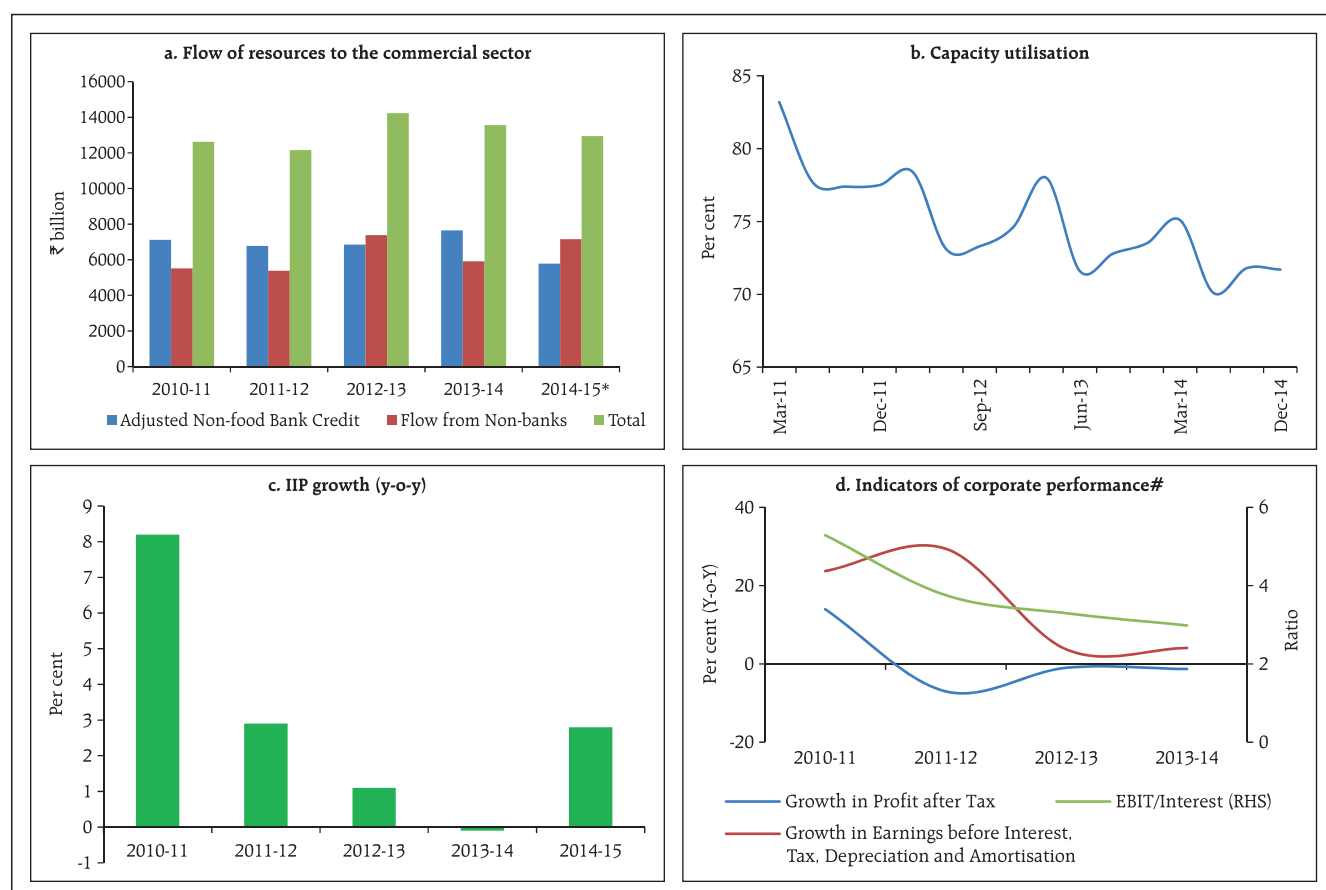 a. Flow of resources to the commercial sector
16000
14000
12000
10000
8000
6000
4000
2000
0
₹ billion
2010-11 2011-12 2012-13 2013-14 2014-15*
Adjusted Non-food Bank Credit Flow from Non-banks Total
b. Capacity utilisation
85
80
75
70
65
Per cent
Mar-11 Dec-11 Sep-12 Jun-13 Mar-14 Dec-14
c. IIP growth (y-o-y)
9
8
7
6
5
4
3
2
1
0
-1
Per cent
2010-11 2011-12 2012-13 2013-14 2014-15
d. Indicators of corporate performance#
40
20
0
-20
Per cent (Y-o-Y)
6
4
2
0
Ratio
2010-11 2011-12 2012-13 2013-14
Growth in Profit after Tax EBIT/Interest (RHS)
Growth in Earnings before Interest,
Tax, Depreciation and Amortisation